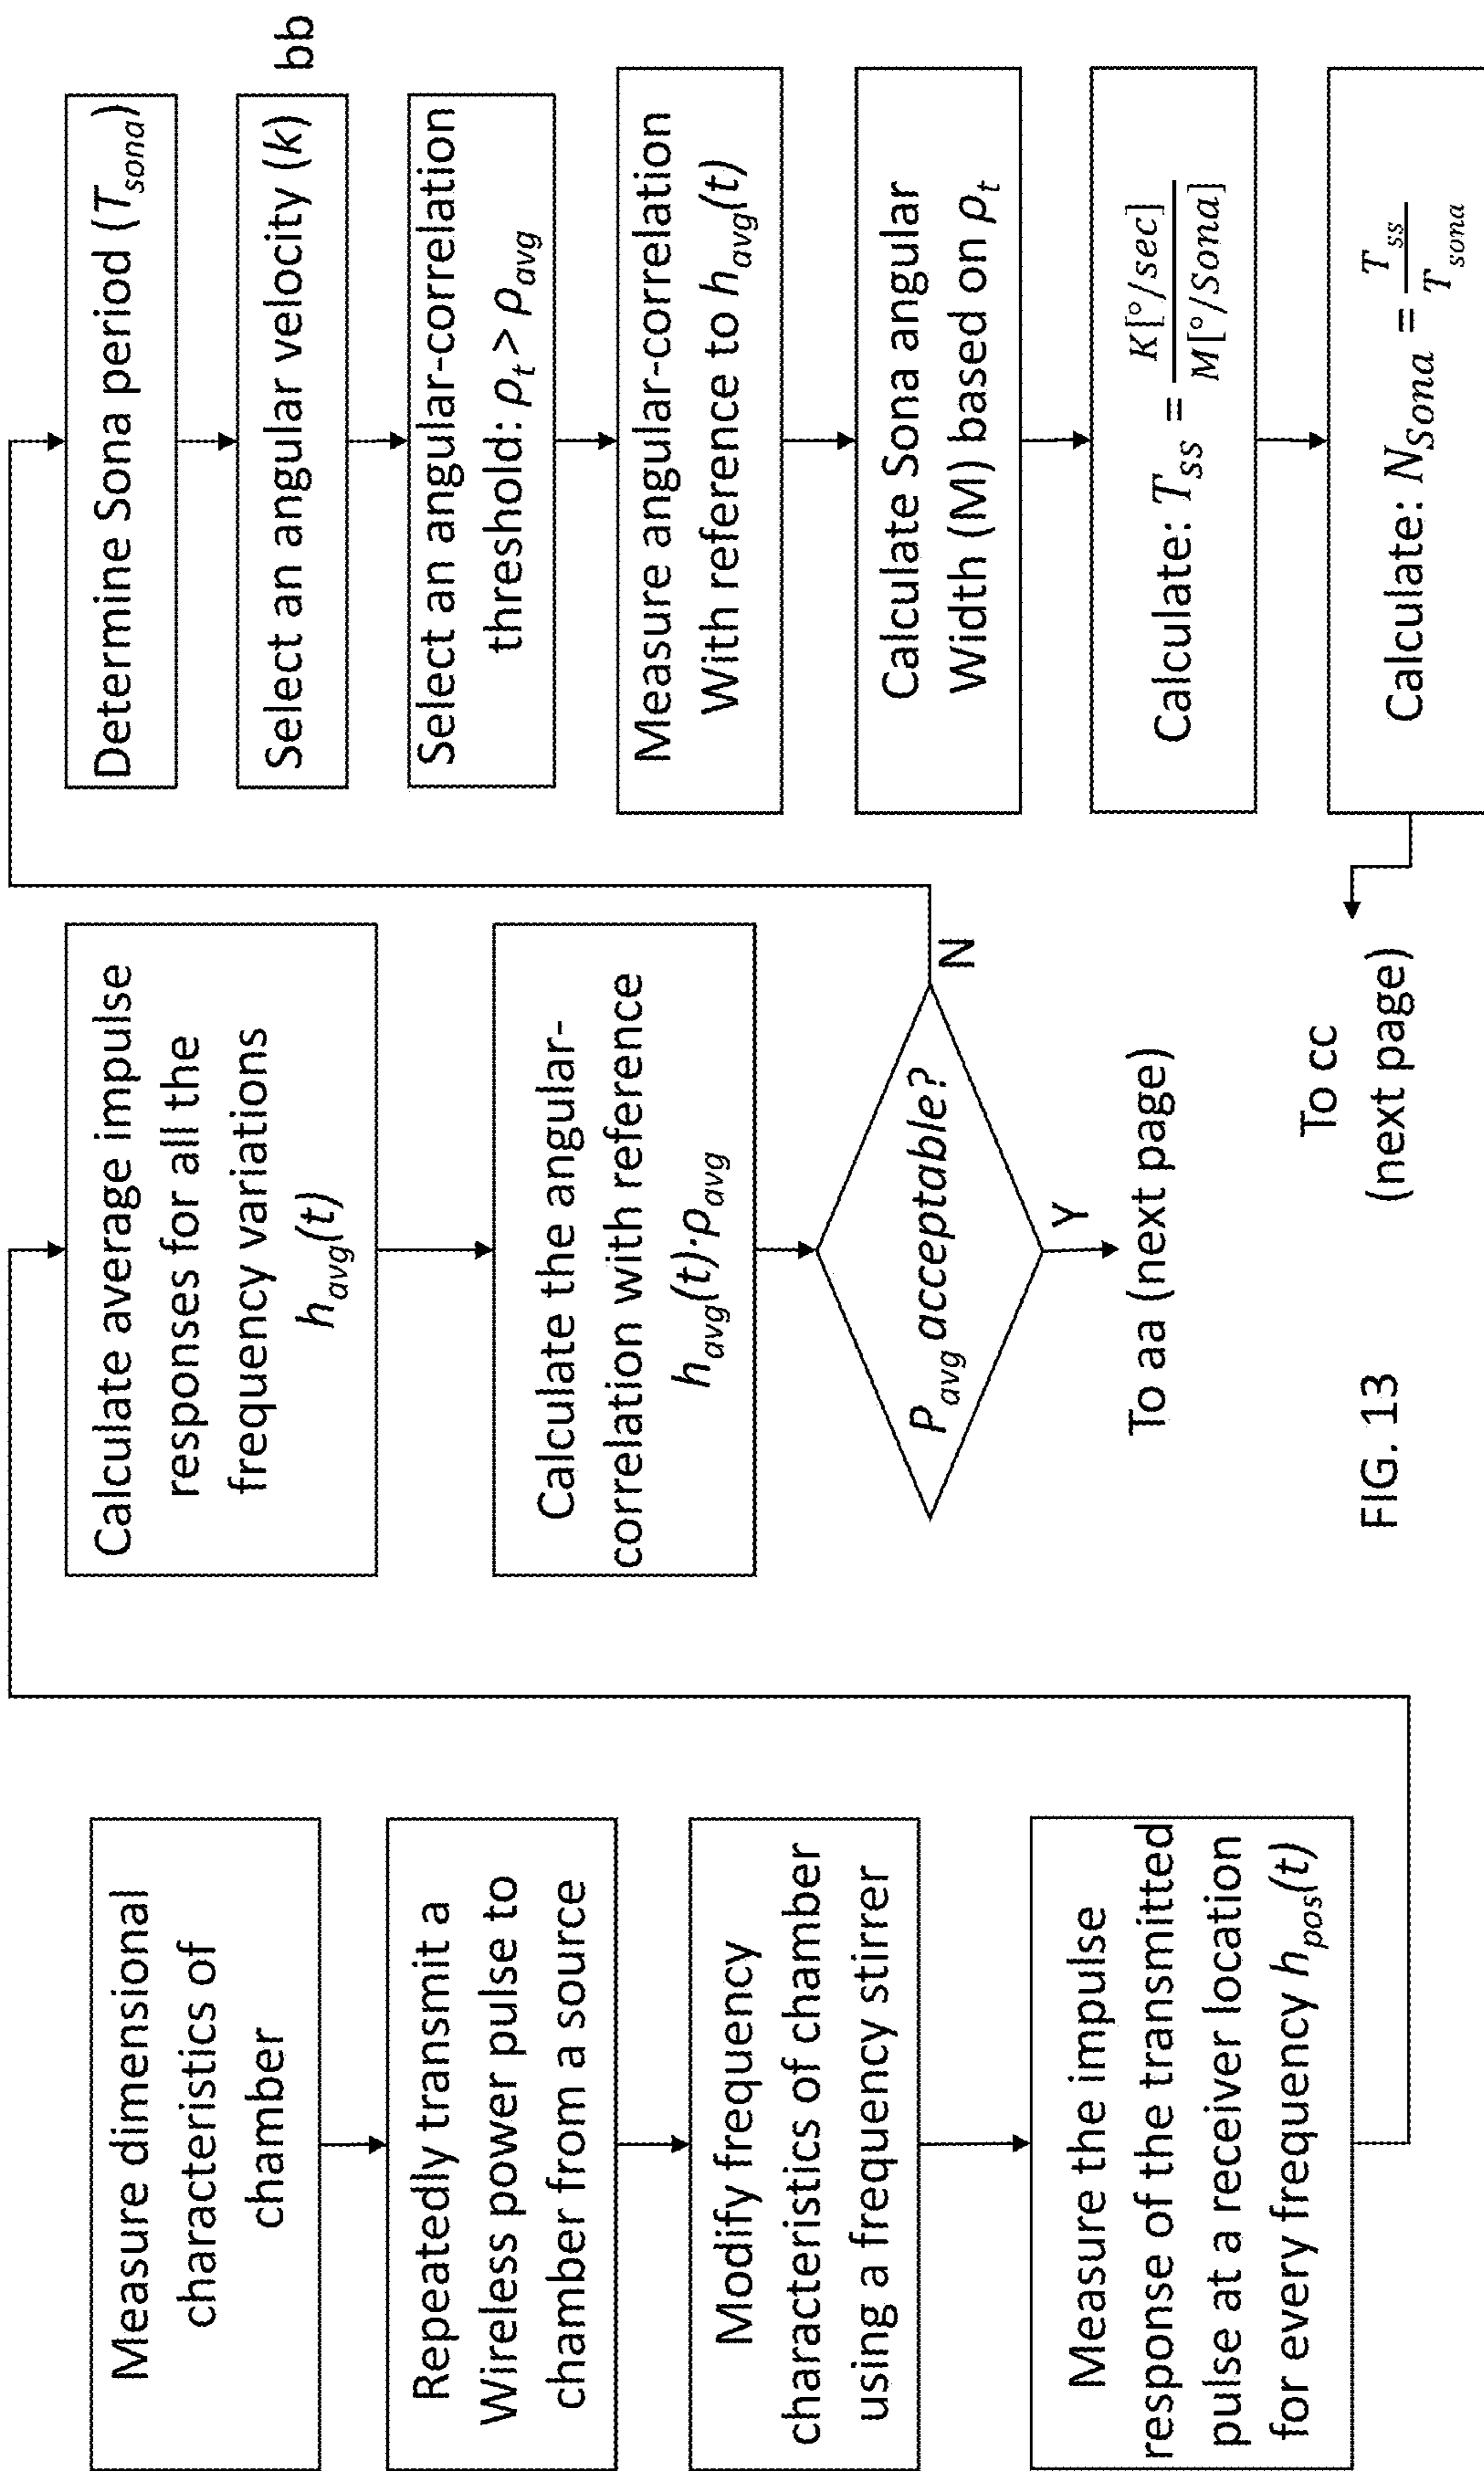 Measure dimensional
characteristics of
chamber
Repeatedly transmit a
Wireless power pulse to
chamber from a source
Modify frequency
characteristics of chamber
using a frequency stirrer
Measure the impulse
response of the transmitted
pulse at a receiver location
for every frequency h_pos(t)
Calculate average impulse
responses for all the
frequency variations
h_avg(t)
Calculate the angular-
correlation with reference
h_avg(t)·ρ_avg
P_avg acceptable?
N
Y
To aa (next page)
Determine Sona period (T_sona)
Select an angular velocity (k)
bb
Select an angular-correlation
threshold: ρ_t > ρ_avg
Measure angular-correlation
With reference to h_avg(t)
Calculate Sona angular
Width (M) based on ρ_t
Calculate: T_ss = K[°/sec] / M[°/Sona]
Calculate: N_Sona = T_ss / T_sona
To cc
(next page)
FIG. 13